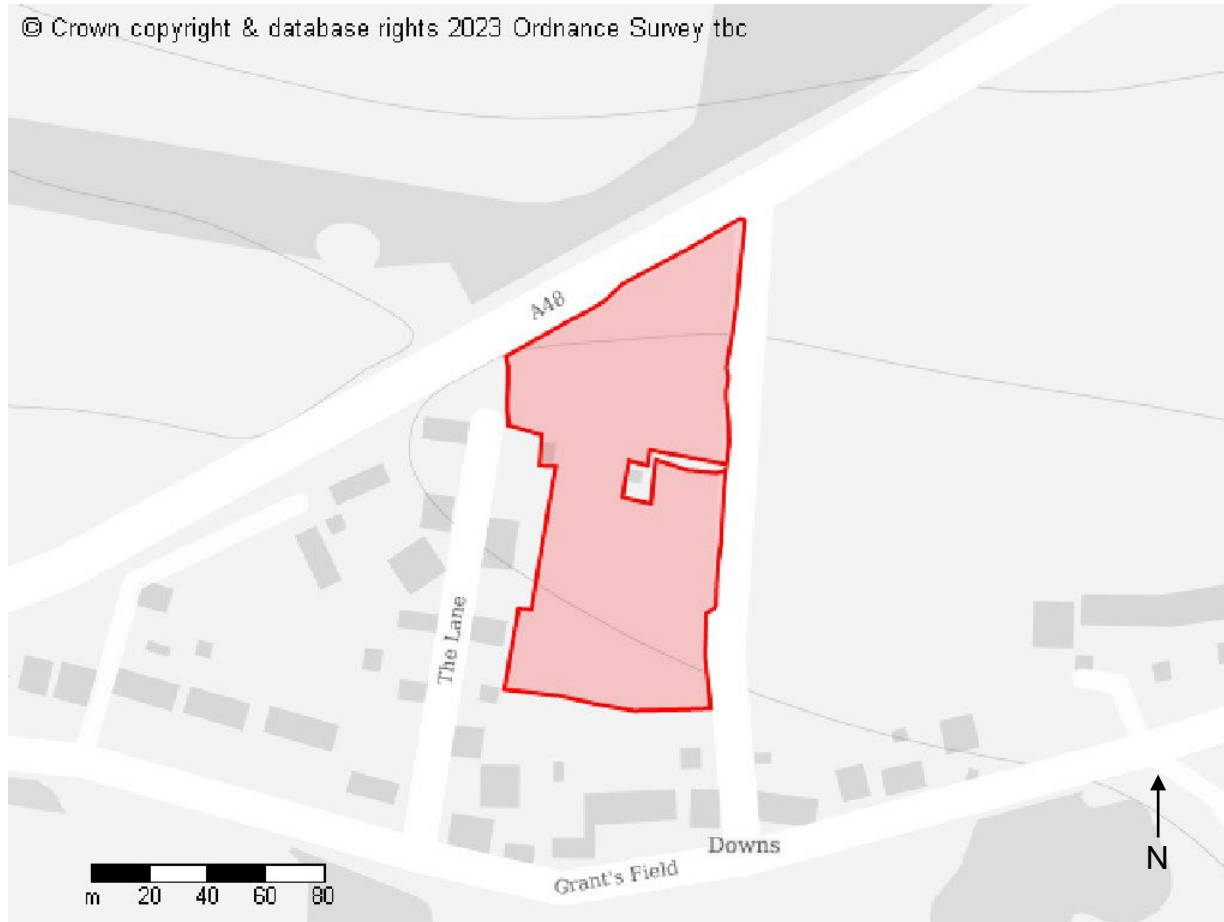 © Crown copyright & database rights 2023 Ordnance Survey tbc
A48
The Lane
Downs
Grant's Field
m 20 40 60 80
N